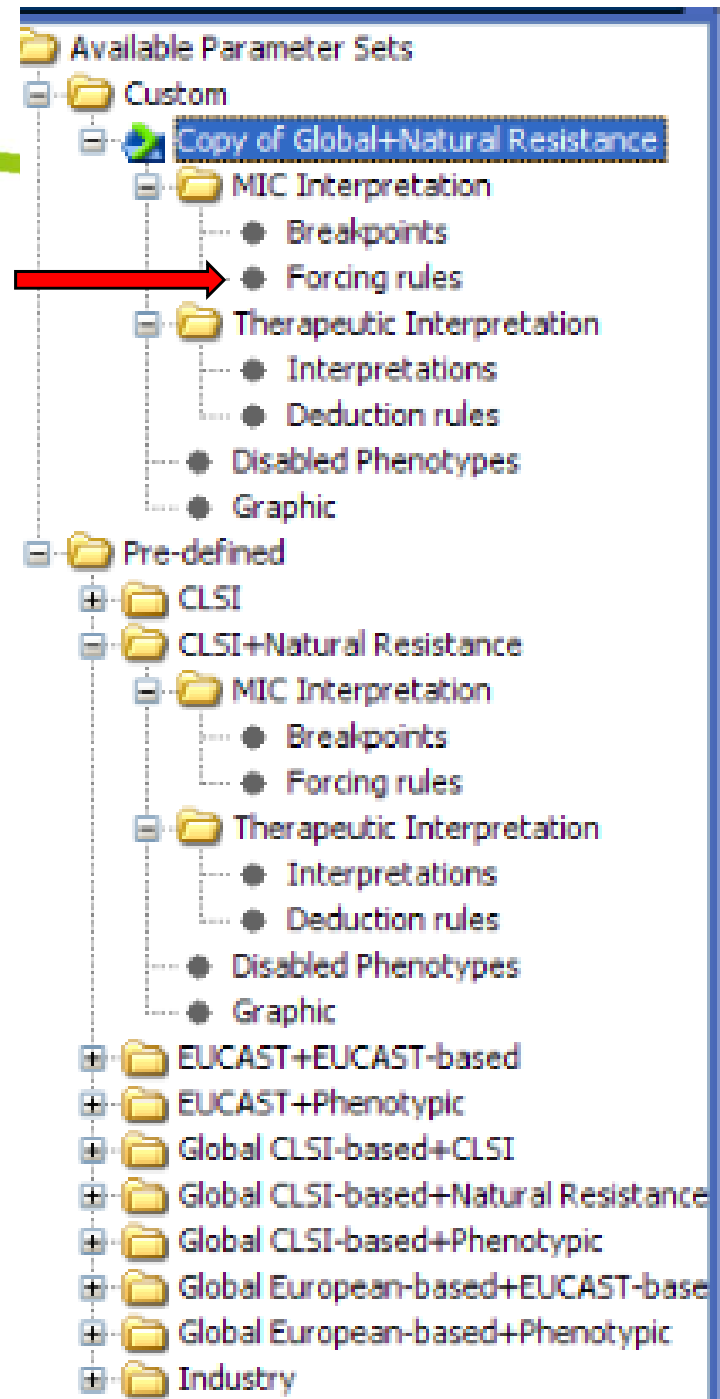 Available Parameter Sets
Custom
Copy of Global+Natural Resistance
MIC Interpretation
Breakpoints
Forcing rules
Therapeutic Interpretation
Interpretations
Deduction rules
Disabled Phenotypes
Graphic
Pre-defined
CLSI
CLSI+Natural Resistance
MIC Interpretation
Breakpoints
Forcing rules
Therapeutic Interpretation
Interpretations
Deduction rules
Disabled Phenotypes
Graphic
EUCAST+EUCAST-based
EUCAST+Phenotypic
Global CLSI-based+CLSI
Global CLSI-based+Natural Resistance
Global CLSI-based+Phenotypic
Global European-based+EUCAST-base
Global European-based+Phenotypic
Industry